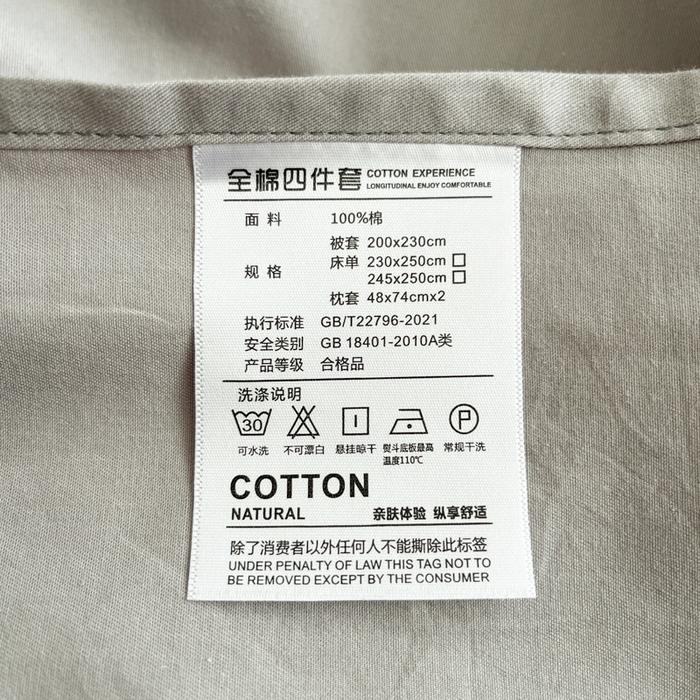 全棉四件套 COTTON EXPERIENCE
LONGITUDINAL ENJOY COMFORTABLE
面料 100%棉
规格 被套 200x230cm
床单 230x250cm
245x250cm
枕套 48x74cmx2
执行标准 GB/T22796-2021
安全类别 GB 18401-2010A类
产品等级 合格品
洗涤说明
30 P
可水洗 不可漂白 悬挂晾干 熨斗底板最高温度110℃ 常规干洗
COTTON
NATURAL 亲肤体验 纵享舒适
除了消费者以外任何人不能撕除此标签
UNDER PENALTY OF LAW THIS TAG NOT TO
BE REMOVED EXCEPT BY THE CONSUMER